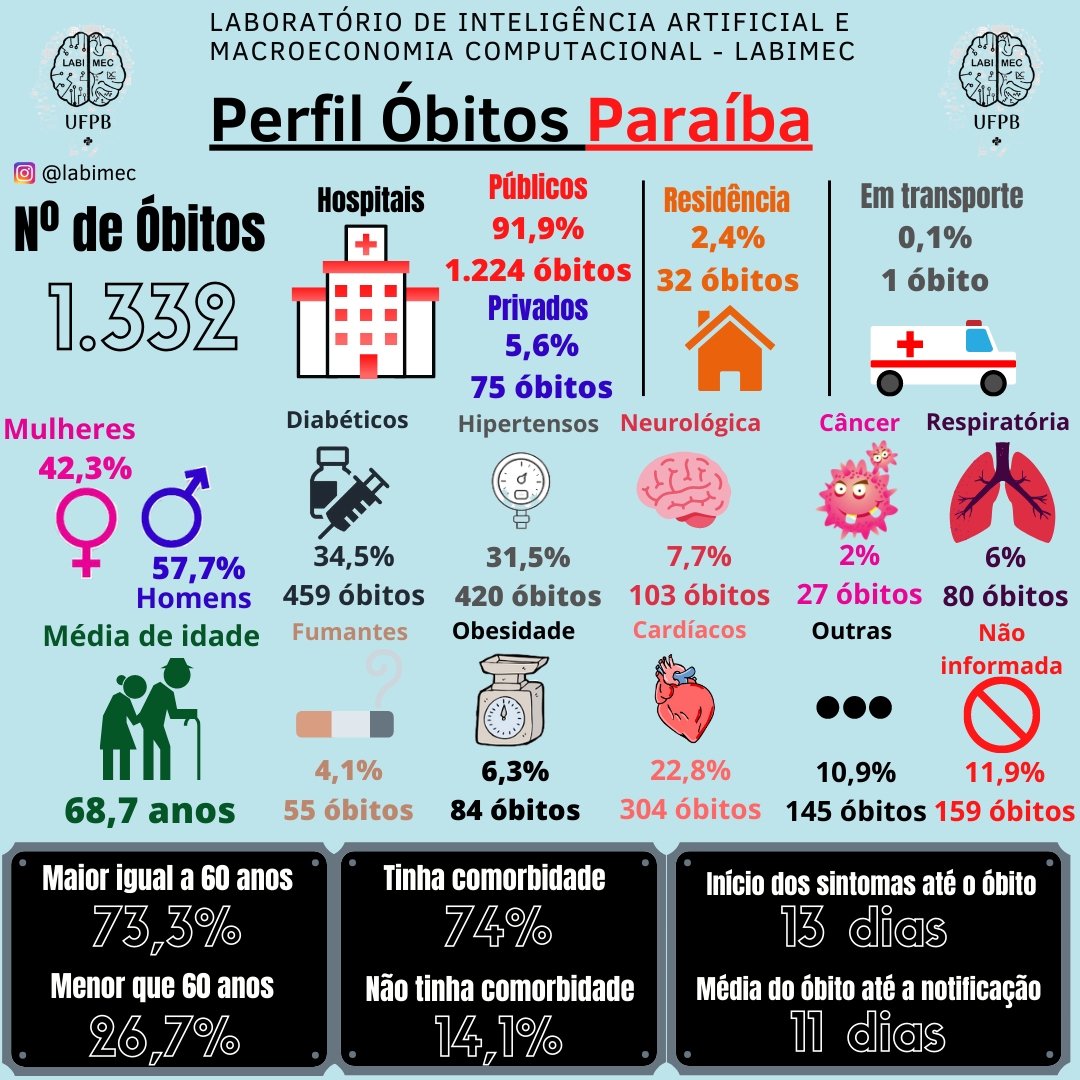 LABORATÓRIO DE INTELIGÊNCIA ARTIFICIAL E
MACROECONOMIA COMPUTACIONAL - LABIMEC
LABI MEC
UFPB
LABI MEC
UFPB
Perfil Óbitos Paraíba
@labimec
Nº de Óbitos
1.332
Hospitais
Públicos
91,9%
1.224 óbitos
Privados
5,6%
75 óbitos
Residência
2,4%
32 óbitos
Em transporte
0,1%
1 óbito
Mulheres
42,3%
57,7%
Homens
Diabéticos
34,5%
459 óbitos
Hipertensos
31,5%
420 óbitos
Neurológica
7,7%
103 óbitos
Câncer
2%
27 óbitos
Respiratória
6%
80 óbitos
Média de idade
68,7 anos
Fumantes
4,1%
55 óbitos
Obesidade
6,3%
84 óbitos
Cardíacos
22,8%
304 óbitos
Outras
10,9%
145 óbitos
Não
informada
11,9%
159 óbitos
Maior igual a 60 anos
73,3%
Menor que 60 anos
26,7%
Tinha comorbidade
74%
Não tinha comorbidade
14,1%
Início dos sintomas até o óbito
13 dias
Média do óbito até a notificação
11 dias